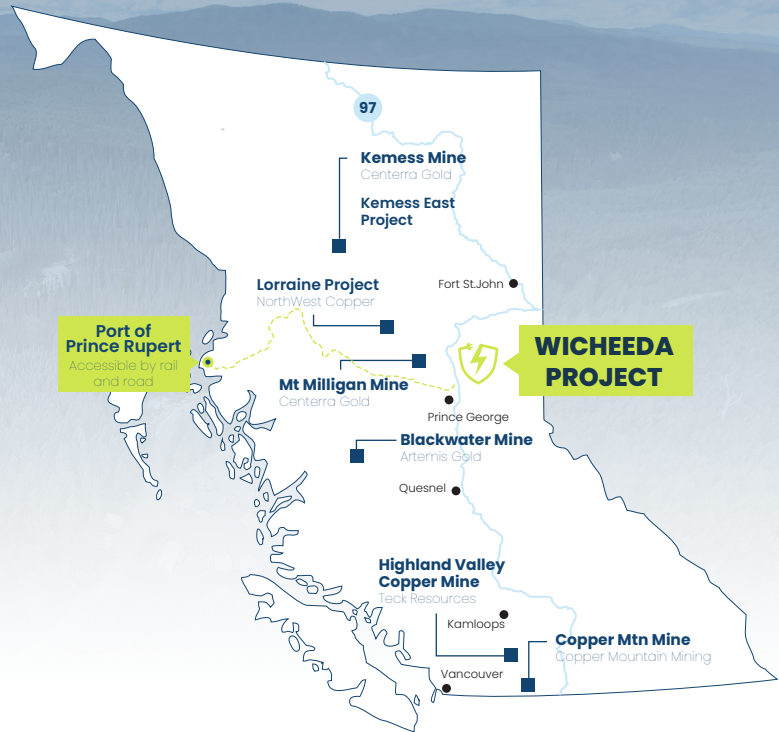 97
Kemess Mine
Centerra Gold
Kemess East
Project
Fort St.John
Lorraine Project
NorthWest Copper
Port of
Prince Rupert
Accessible by rail
and road
WICHEEDA
PROJECT
Mt Milligan Mine
Centerra Gold
Prince George
Blackwater Mine
Artemis Gold
Quesnel
Highland Valley
Copper Mine
Teck Resources
Kamloops
Copper Mtn Mine
Copper Mountain Mining
Vancouver